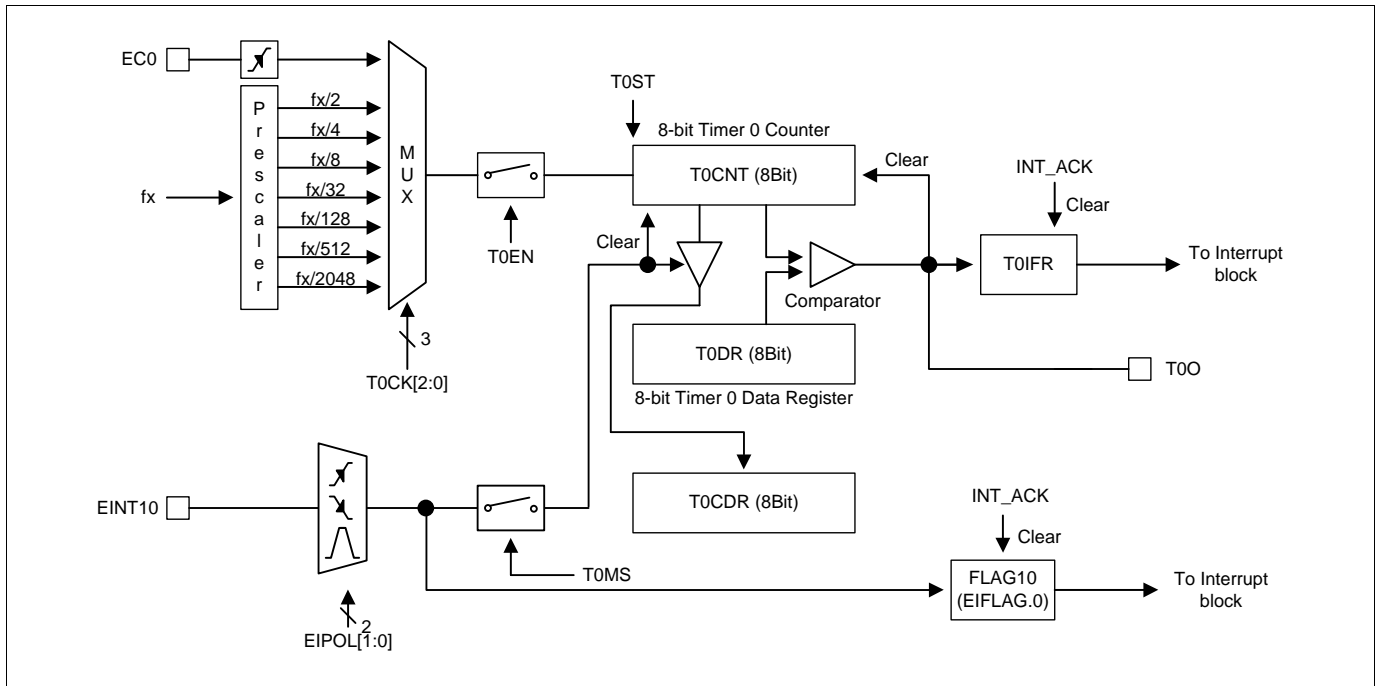 EC0
Prescaler
fx/2
fx/4
fx/8
fx/32
fx/128
fx/512
fx/2048
fx
MUX
3
T0CK[2:0]
T0EN
T0ST
8-bit Timer 0 Counter
T0CNT (8Bit)
Clear
Clear
Comparator
T0DR (8Bit)
8-bit Timer 0 Data Register
INT_ACK
Clear
T0IFR
To Interrupt
block
T0O
T0CDR (8Bit)
EINT10
2
EIPOL[1:0]
T0MS
INT_ACK
Clear
FLAG10
(EIFLAG.0)
To Interrupt
block